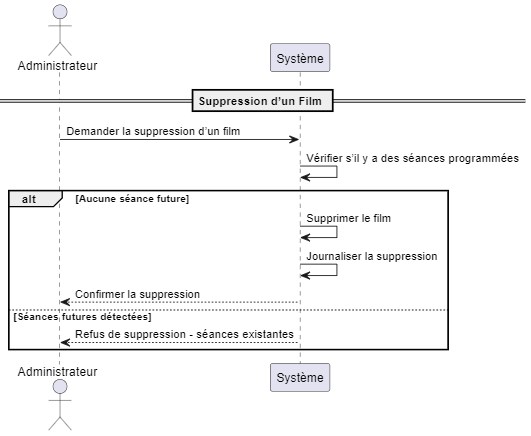 Administrateur
Système
Suppression d'un Film
Demander la suppression d'un film
Vérifier s'il y a des séances programmées
alt
[Aucune séance future]
Supprimer le film
Journaliser la suppression
Confirmer la suppression
[Séances futures détectées]
Refus de suppression - séances existantes
Administrateur
Système